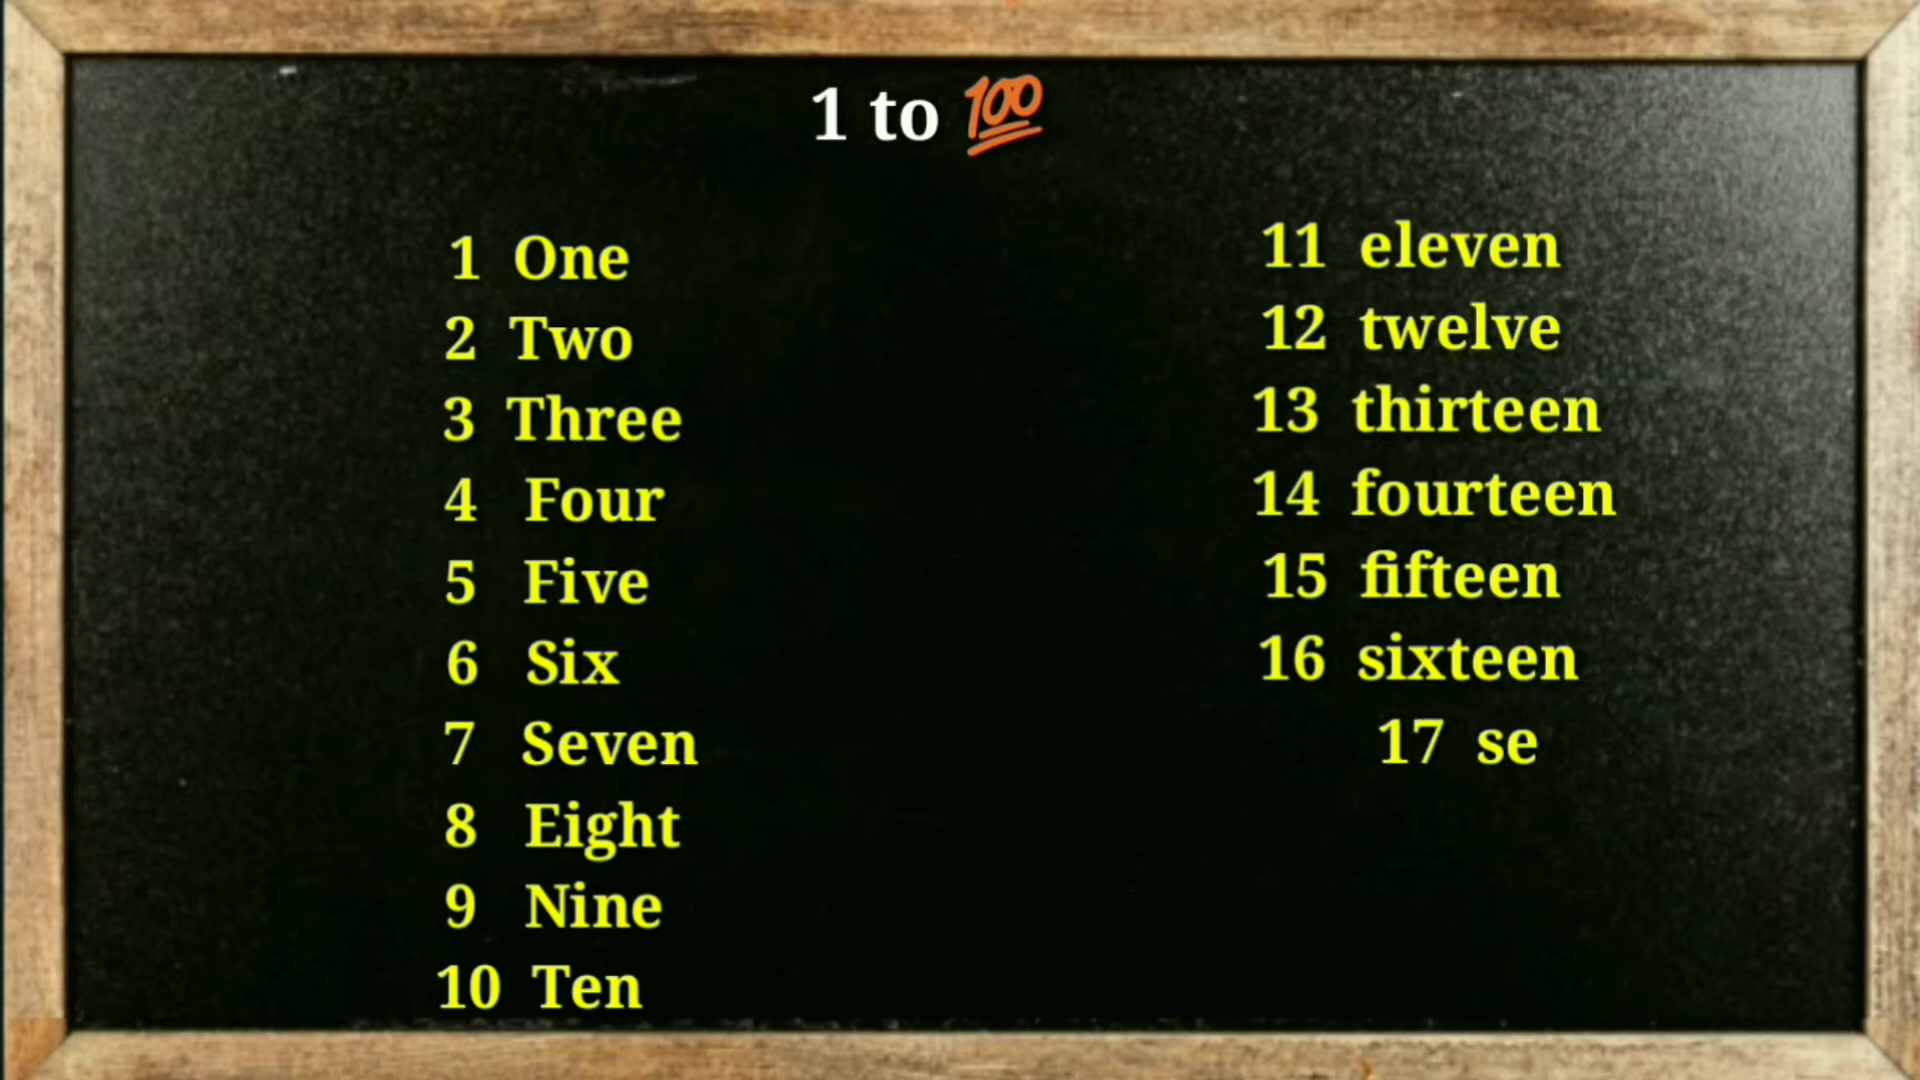 1 to 💯
1 One
2 Two
3 Three
4 Four
5 Five
6 Six
7 Seven
8 Eight
9 Nine
10 Ten
11 eleven
12 twelve
13 thirteen
14 fourteen
15 fifteen
16 sixteen
17 se